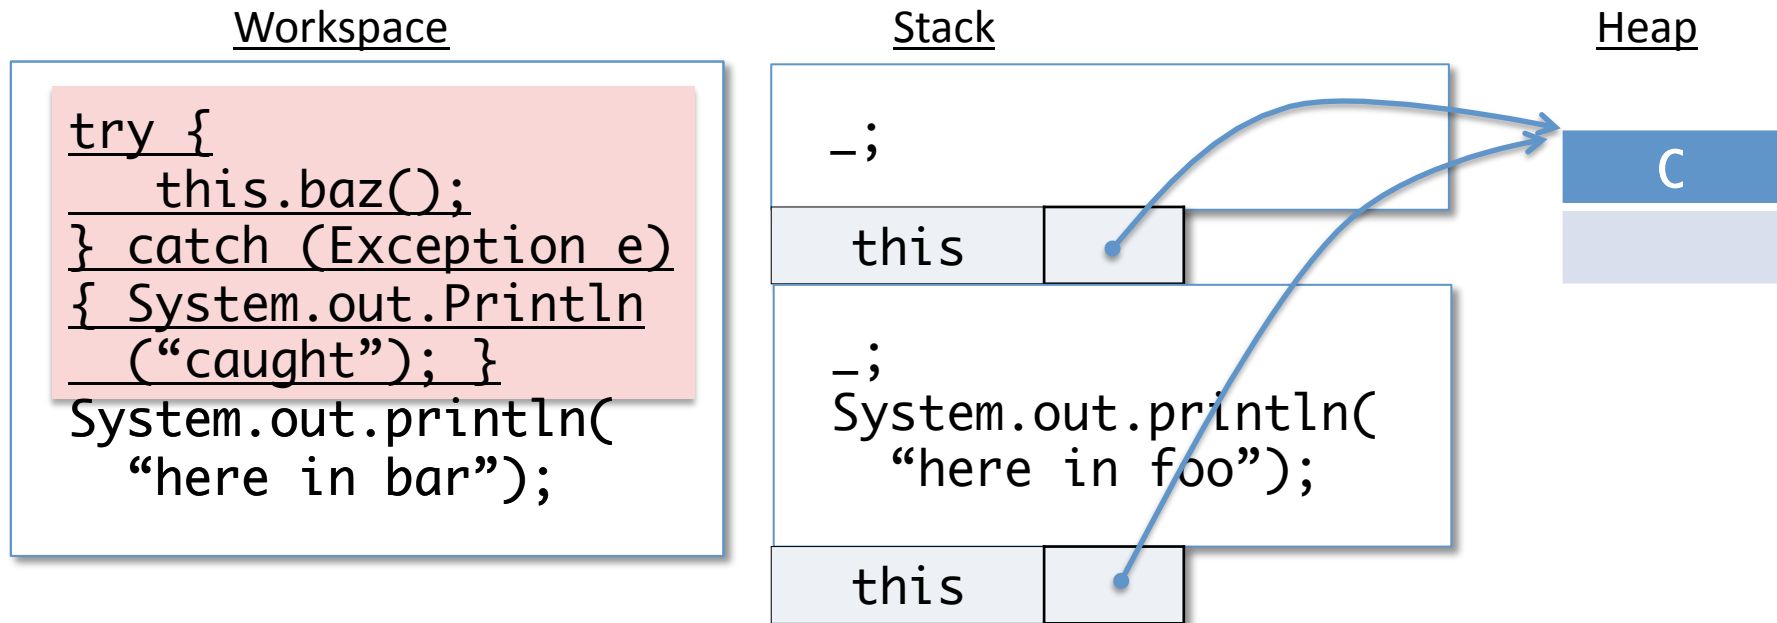 Workspace
try {
this.baz();
} catch (Exception e)
{ System.out.Println
(“caught”); }
System.out.println(
“here in bar”);
Stack
_;
this
_;
System.out.println(
“here in foo”);
this
Heap
C